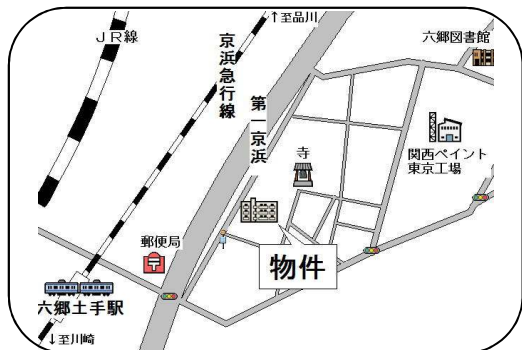 ↑至品川
JR線
六郷図書館
京浜急行線
第一京浜
寺
関西ペイント
東京工場
郵便局
物件
六郷土手駅
↓至川崎